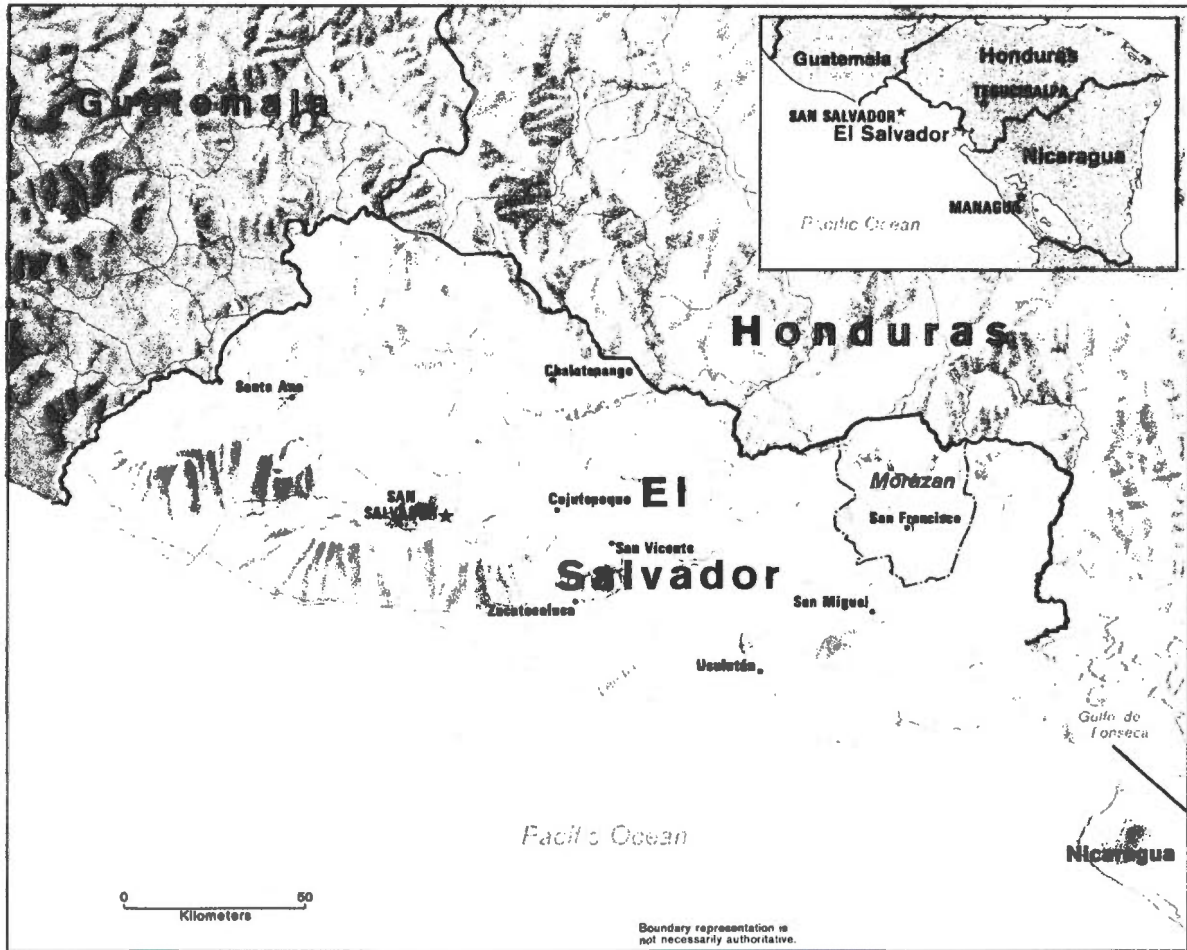 Guatemala
Honduras
Guatemala
TEGUCIGALPA
SAN SALVADOR
El Salvador
Nicaragua
MANAGUA
Pacific Ocean
Honduras
Santa Ana
Chalatenango
El
Morazan
SAN
SALVADOR
Cojutepeque
San Francisco
San Vicente
Salvador
Zacatecoluca
San Miguel
Usulután
Golfo de
Fonseca
Pacific Ocean
Nicaragua
0 50
Kilometers
Boundary representation is
not necessarily authoritative.